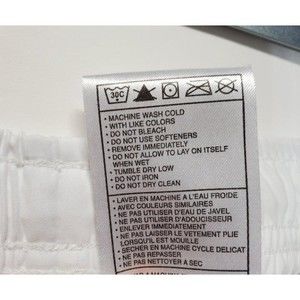 30C
• MACHINE WASH COLD
• WITH LIKE COLORS
• DO NOT BLEACH
• DO NOT USE SOFTENERS
• REMOVE IMMEDIATELY
• DO NOT ALLOW TO LAY ON ITSELF
WHEN WET
• TUMBLE DRY LOW
• DO NOT IRON
• DO NOT DRY CLEAN
• LAVER EN MACHINE A L'EAU FROIDE
• AVEC COULEURS SIMILAIRES
• NE PAS UTILISER D'EAU DE JAVEL
• NE PAS UTILISER D'ADOUCISSEUR
• ENLEVER IMMEDIATEMENT
• NE PAS LAISSER LE VETEMENT PLIE
LORSQU'IL EST MOUILLE
• SECHER EN MACHINE CYCLE DELICAT
• NE PAS REPASSER
• NE PAS NETTOYER A SEC